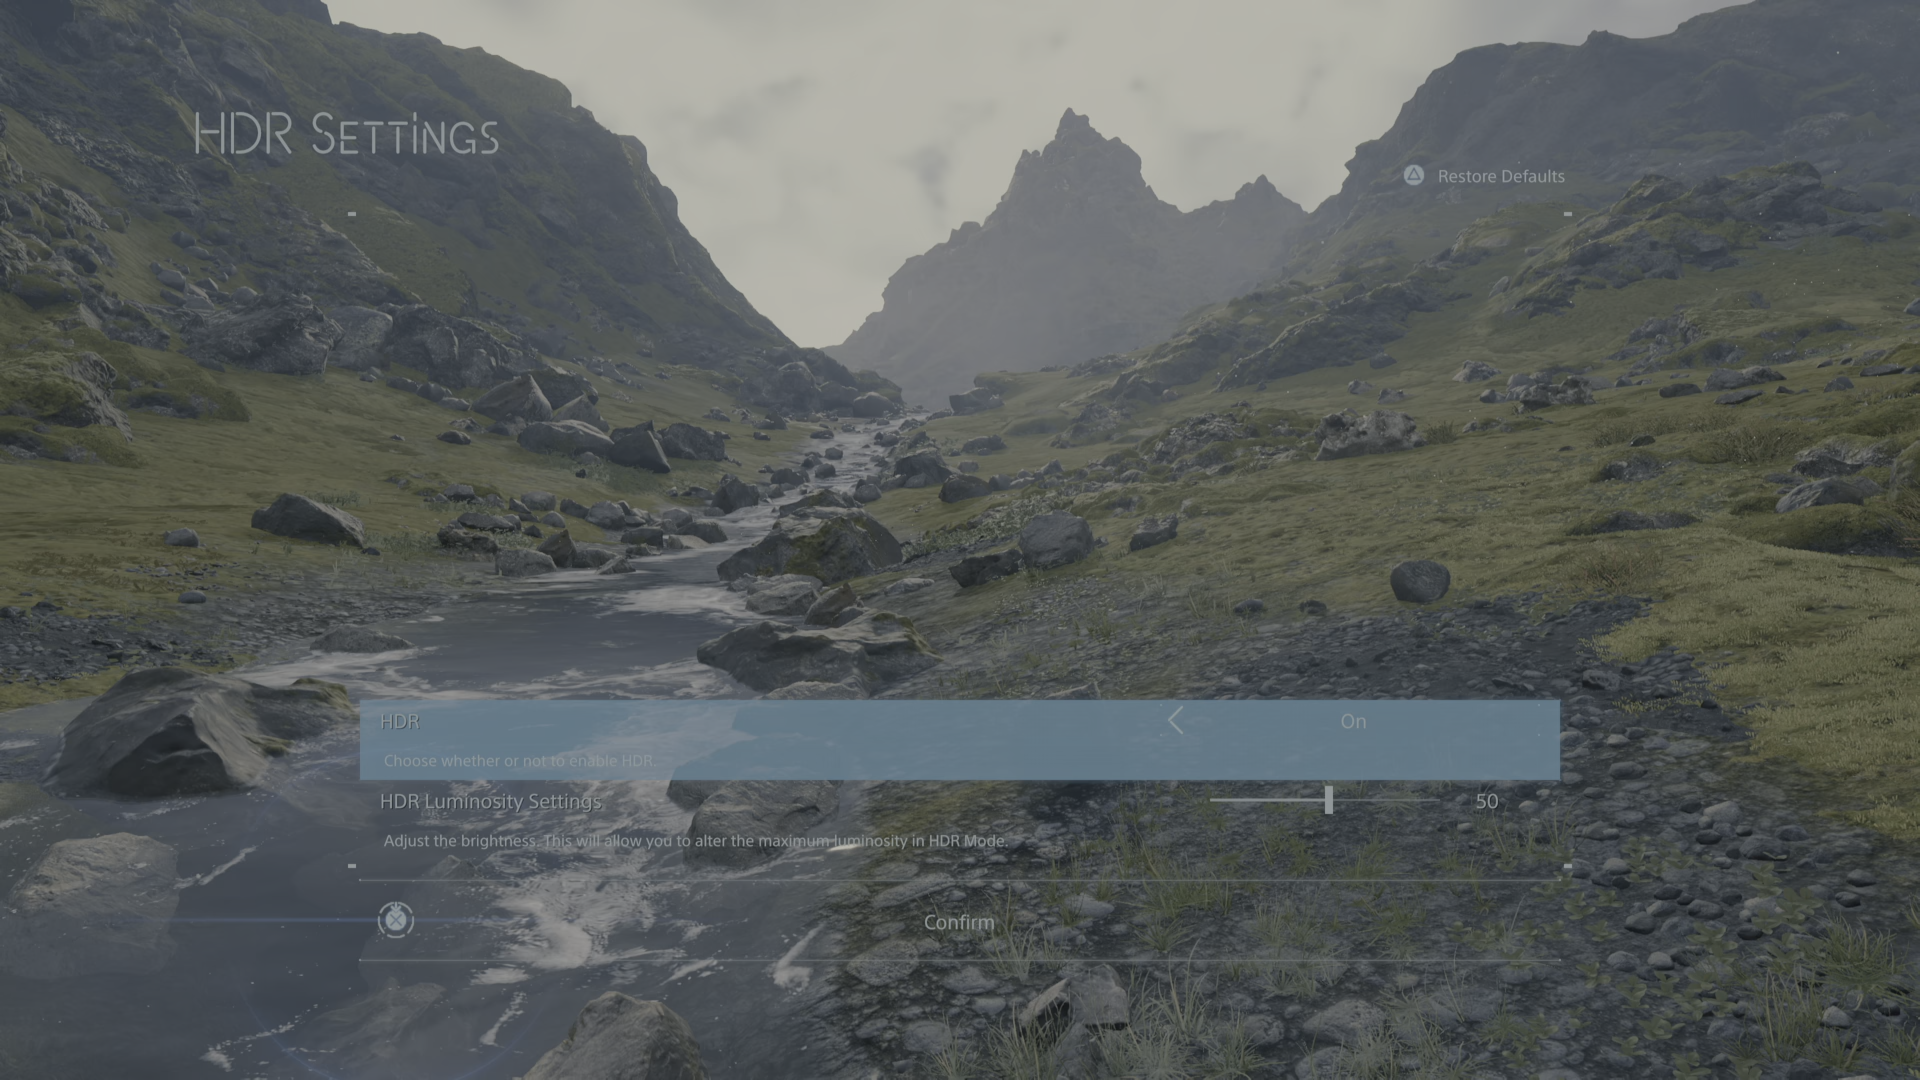 HDR Settings
Restore Defaults
HDR
On
Choose whether or not to enable HDR.
HDR Luminosity Settings
50
Adjust the brightness. This will allow you to alter the maximum luminosity in HDR Mode.
Confirm